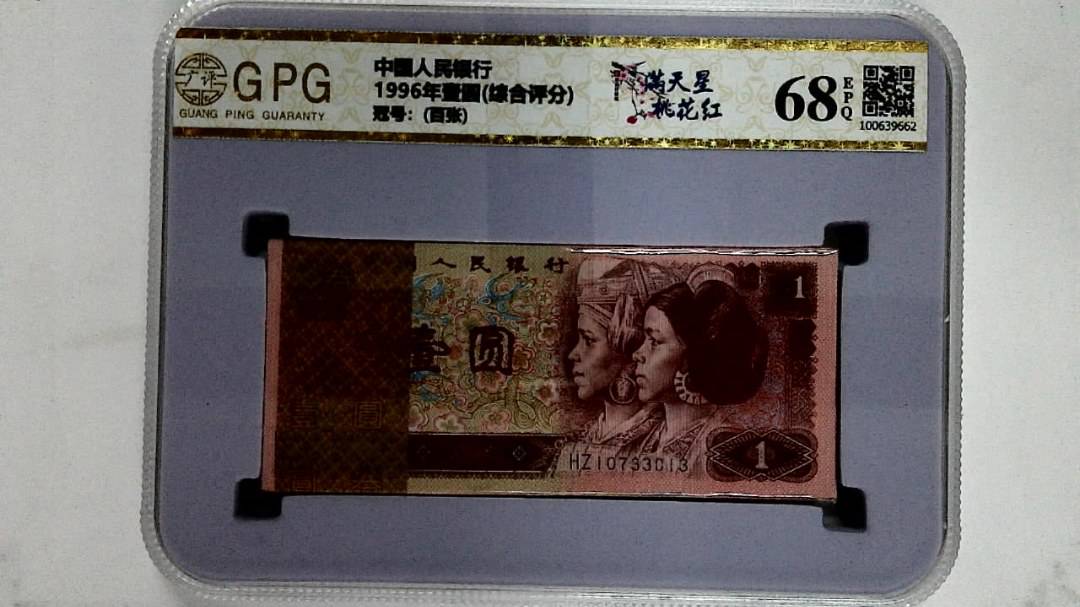 广评
GPG
GUANG PING GUARANTY
中国人民银行
1996年壹圆(综合评分)
冠号：(百张)
满天星
桃花红
68
EPQ
100639662
人民银行
1
壹圆
HZ10733013
1